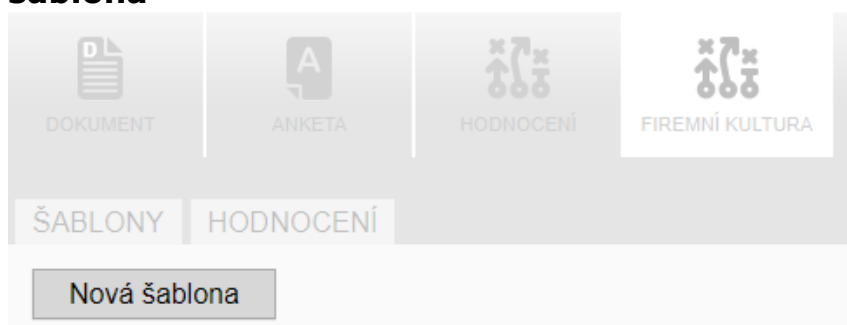 šablona
D
A
DOKUMENT ANKETA HODNOCENÍ FIREMNÍ KULTURA
ŠABLONY HODNOCENÍ
Nová šablona